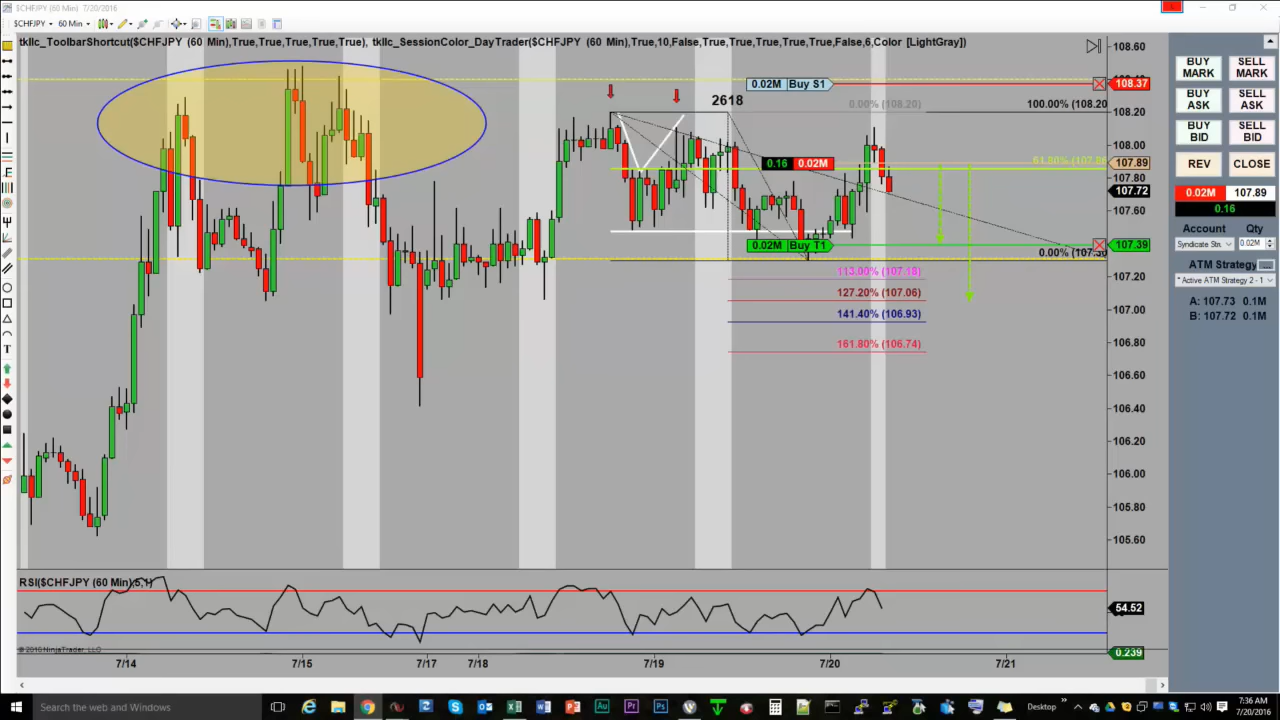 $CHFJPY (60 Min) 7/20/2016
$CHFJPY 60 Min
tkllc_ToolbarShortcut($CHFJPY (60 Min),True,True,True,True,True), tkllc_SessionColor_DayTrader($CHFJPY (60 Min),True,10,False,True,True,True,True,False,6,Color [LightGray])
108.60
0.02M Buy S1
108.37
2618
0.00% (108.20)
100.00% (108.20
108.20
108.00
0.16 0.02M
61.80% (107.86
107.89
107.80
107.72
107.60
0.02M Buy T1
107.39
0.00% (107.30
113.00% (107.18)
107.20
127.20% (107.06)
107.00
141.40% (106.93)
106.80
161.80% (106.74)
106.60
106.40
106.20
106.00
105.80
105.60
BUY MARK
SELL MARK
BUY ASK
SELL ASK
BUY BID
SELL BID
REV
CLOSE
0.02M 107.89
0.16
Account Qty
Syndicate Stra 0.02M
ATM Strategy
* Active ATM Strategy 2 - 1
A: 107.73 0.1M
B: 107.72 0.1M
RSI($CHFJPY (60 Min),5,1)
54.52
© 2016 NinjaTrader, LLC
0.239
7/14 7/15 7/17 7/18 7/19 7/20 7/21
Search the web and Windows
Desktop
7:36 AM
7/20/2016